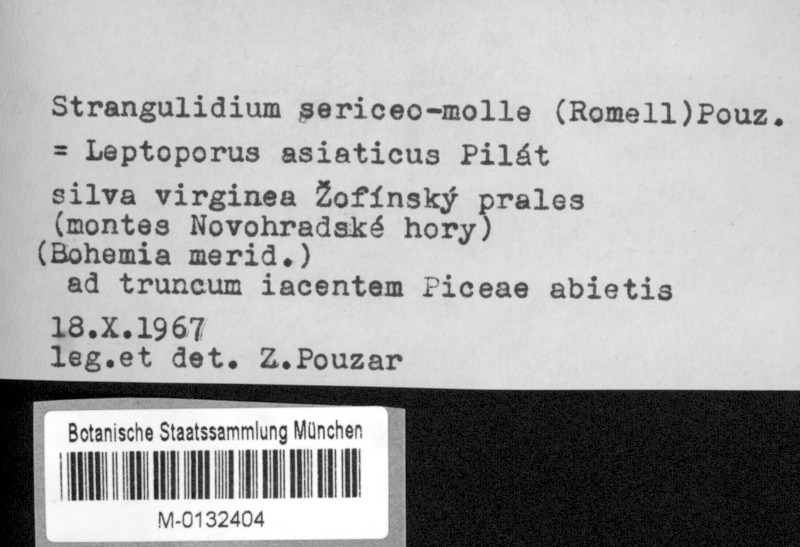 Strangulidium sericeo-molle (Romell)Pouz.
= Leptoporus asiaticus Pilát
silva virginea Žofínský prales
(montes Novohradské hory)
(Bohemia merid.)
ad truncum iacentem Piceae abietis
18.X.1967
leg.et det. Z.Pouzar
Botanische Staatssammlung München
M-0132404